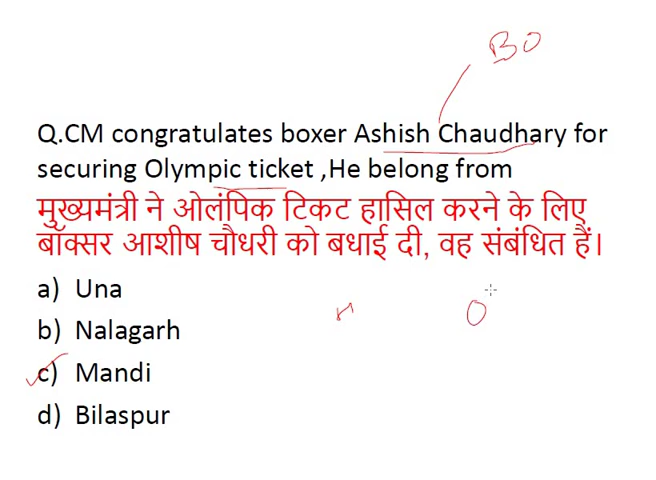 BO
Q.CM congratulates boxer Ashish Chaudhary for
securing Olympic ticket ,He belong from
मुख्यमंत्री ने ओलंपिक टिकट हासिल करने के लिए
बॉक्सर आशीष चौधरी को बधाई दी, वह संबंधित हैं।
a) Una
b) Nalagarh
c) Mandi
d) Bilaspur